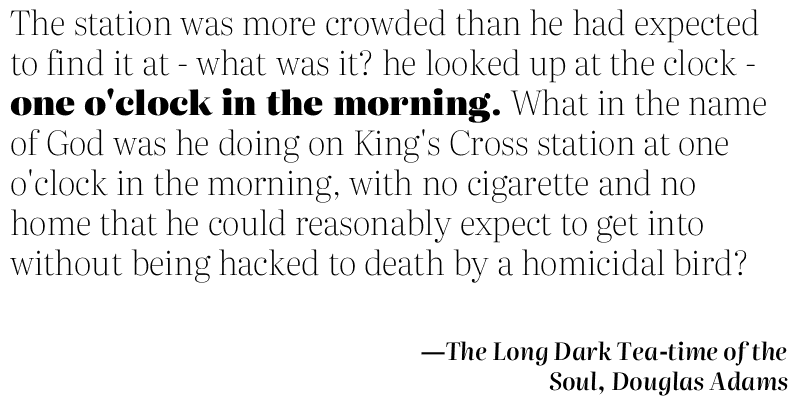 The station was more crowded than he had expected
to find it at - what was it? he looked up at the clock -
one o'clock in the morning. What in the name
of God was he doing on King's Cross station at one
o'clock in the morning, with no cigarette and no
home that he could reasonably expect to get into
without being hacked to death by a homicidal bird?
—The Long Dark Tea-time of the
Soul, Douglas Adams